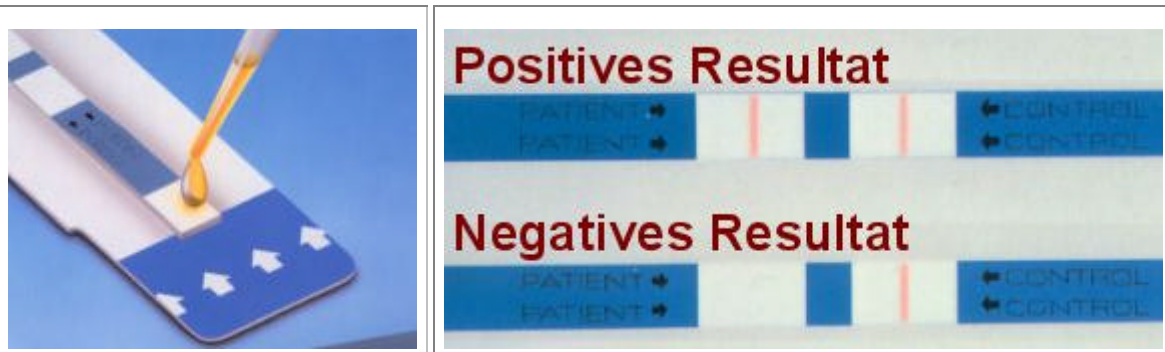 Positives Resultat
PATIENT CONTROL
PATIENT CONTROL
Negatives Resultat
PATIENT CONTROL
PATIENT CONTROL